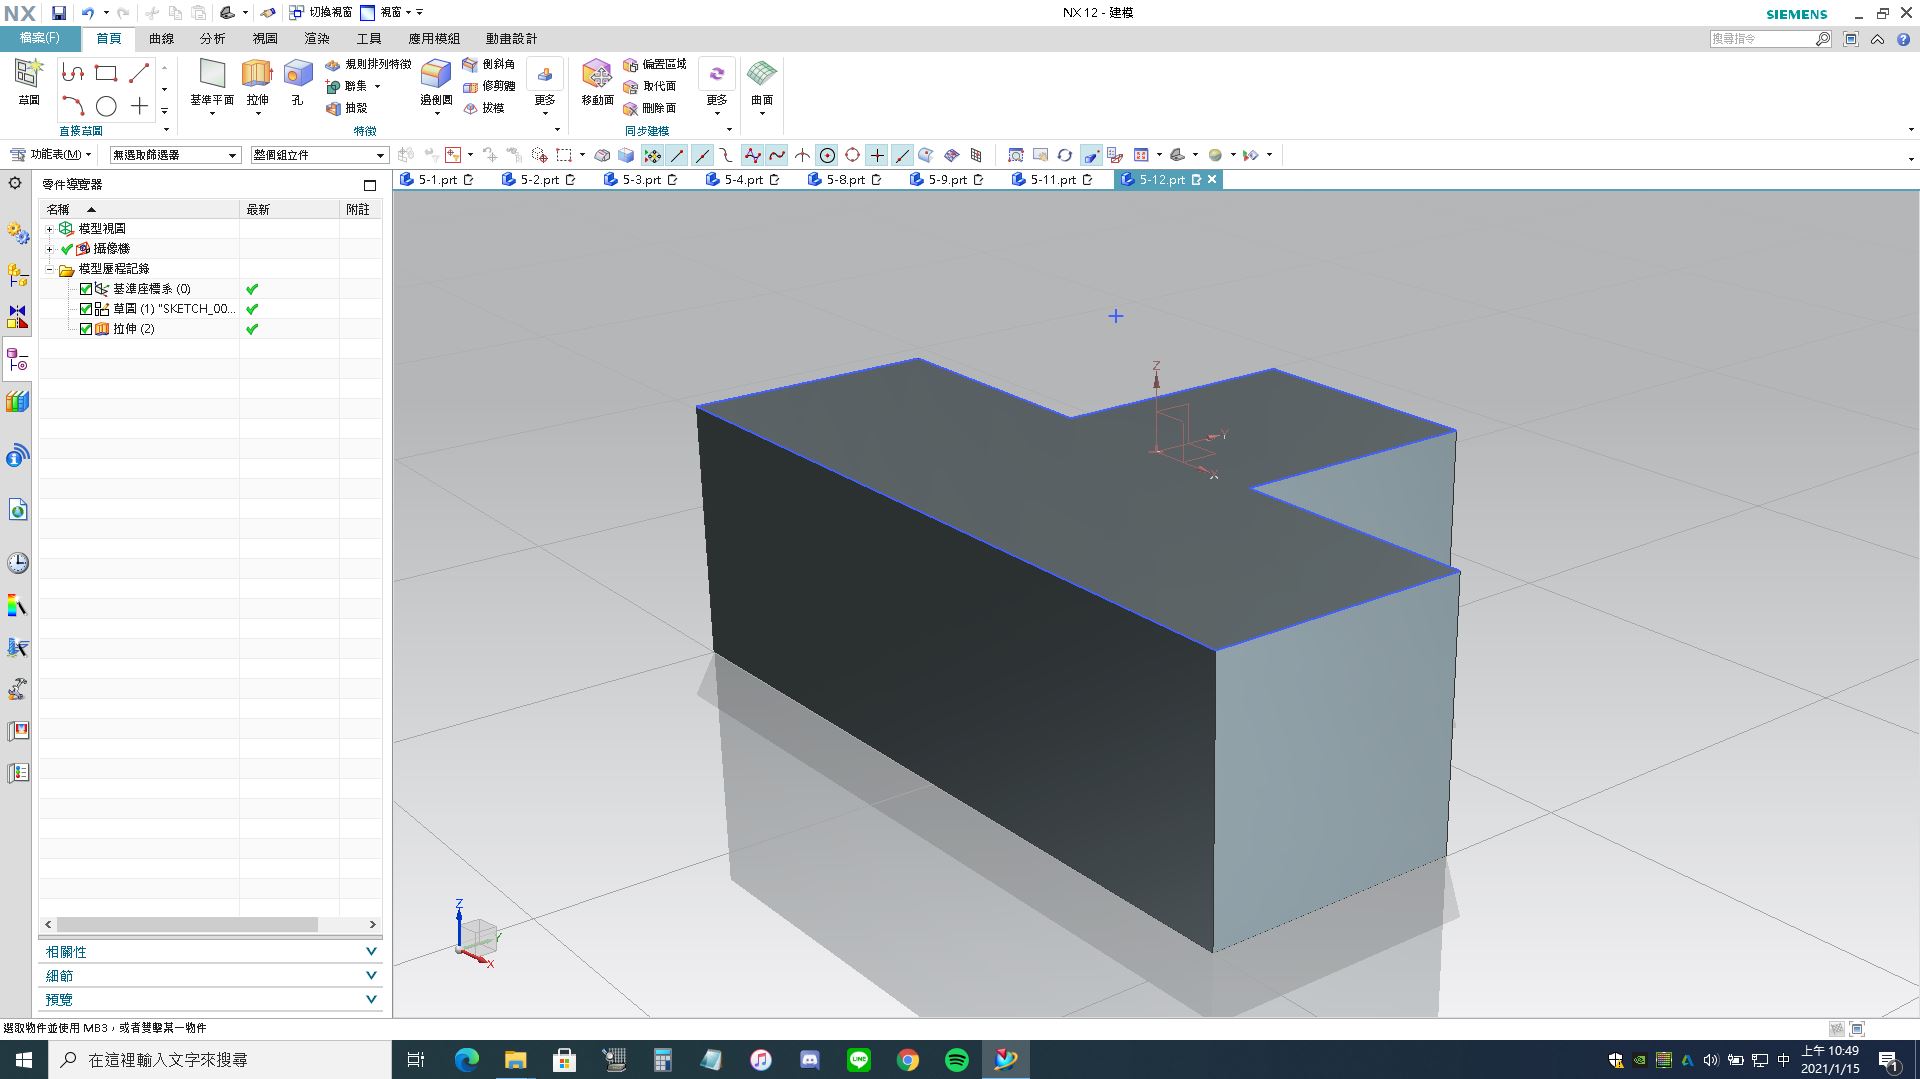 NX
切換視窗
視窗
NX 12 - 建模
SIEMENS
檔案(F)
首頁
曲線
分析
視圖
渲染
工具
應用模組
動畫設計
搜尋指令
草圖
直接草圖
基準平面
拉伸
孔
規則排列特徵
聯集
抽殼
邊倒圓
倒斜角
修剪體
拔模
更多
特徵
移動面
偏置區域
取代面
刪除面
更多
同步建模
曲面
功能表(M)
無選取篩選器
整個組立件
零件導覽器
名稱
最新
附註
模型視圖
攝像機
模型歷程記錄
基準座標系 (0)
草圖 (1) "SKETCH_00...
拉伸 (2)
相關性
細節
預覽
5-1.prt
5-2.prt
5-3.prt
5-4.prt
5-8.prt
5-9.prt
5-11.prt
5-12.prt
Z
Y
X
Z
Y
X
選取物件並使用 MB3，或者雙擊某一物件
在這裡輸入文字來搜尋
LINE
中
上午 10:49
2021/1/15
1